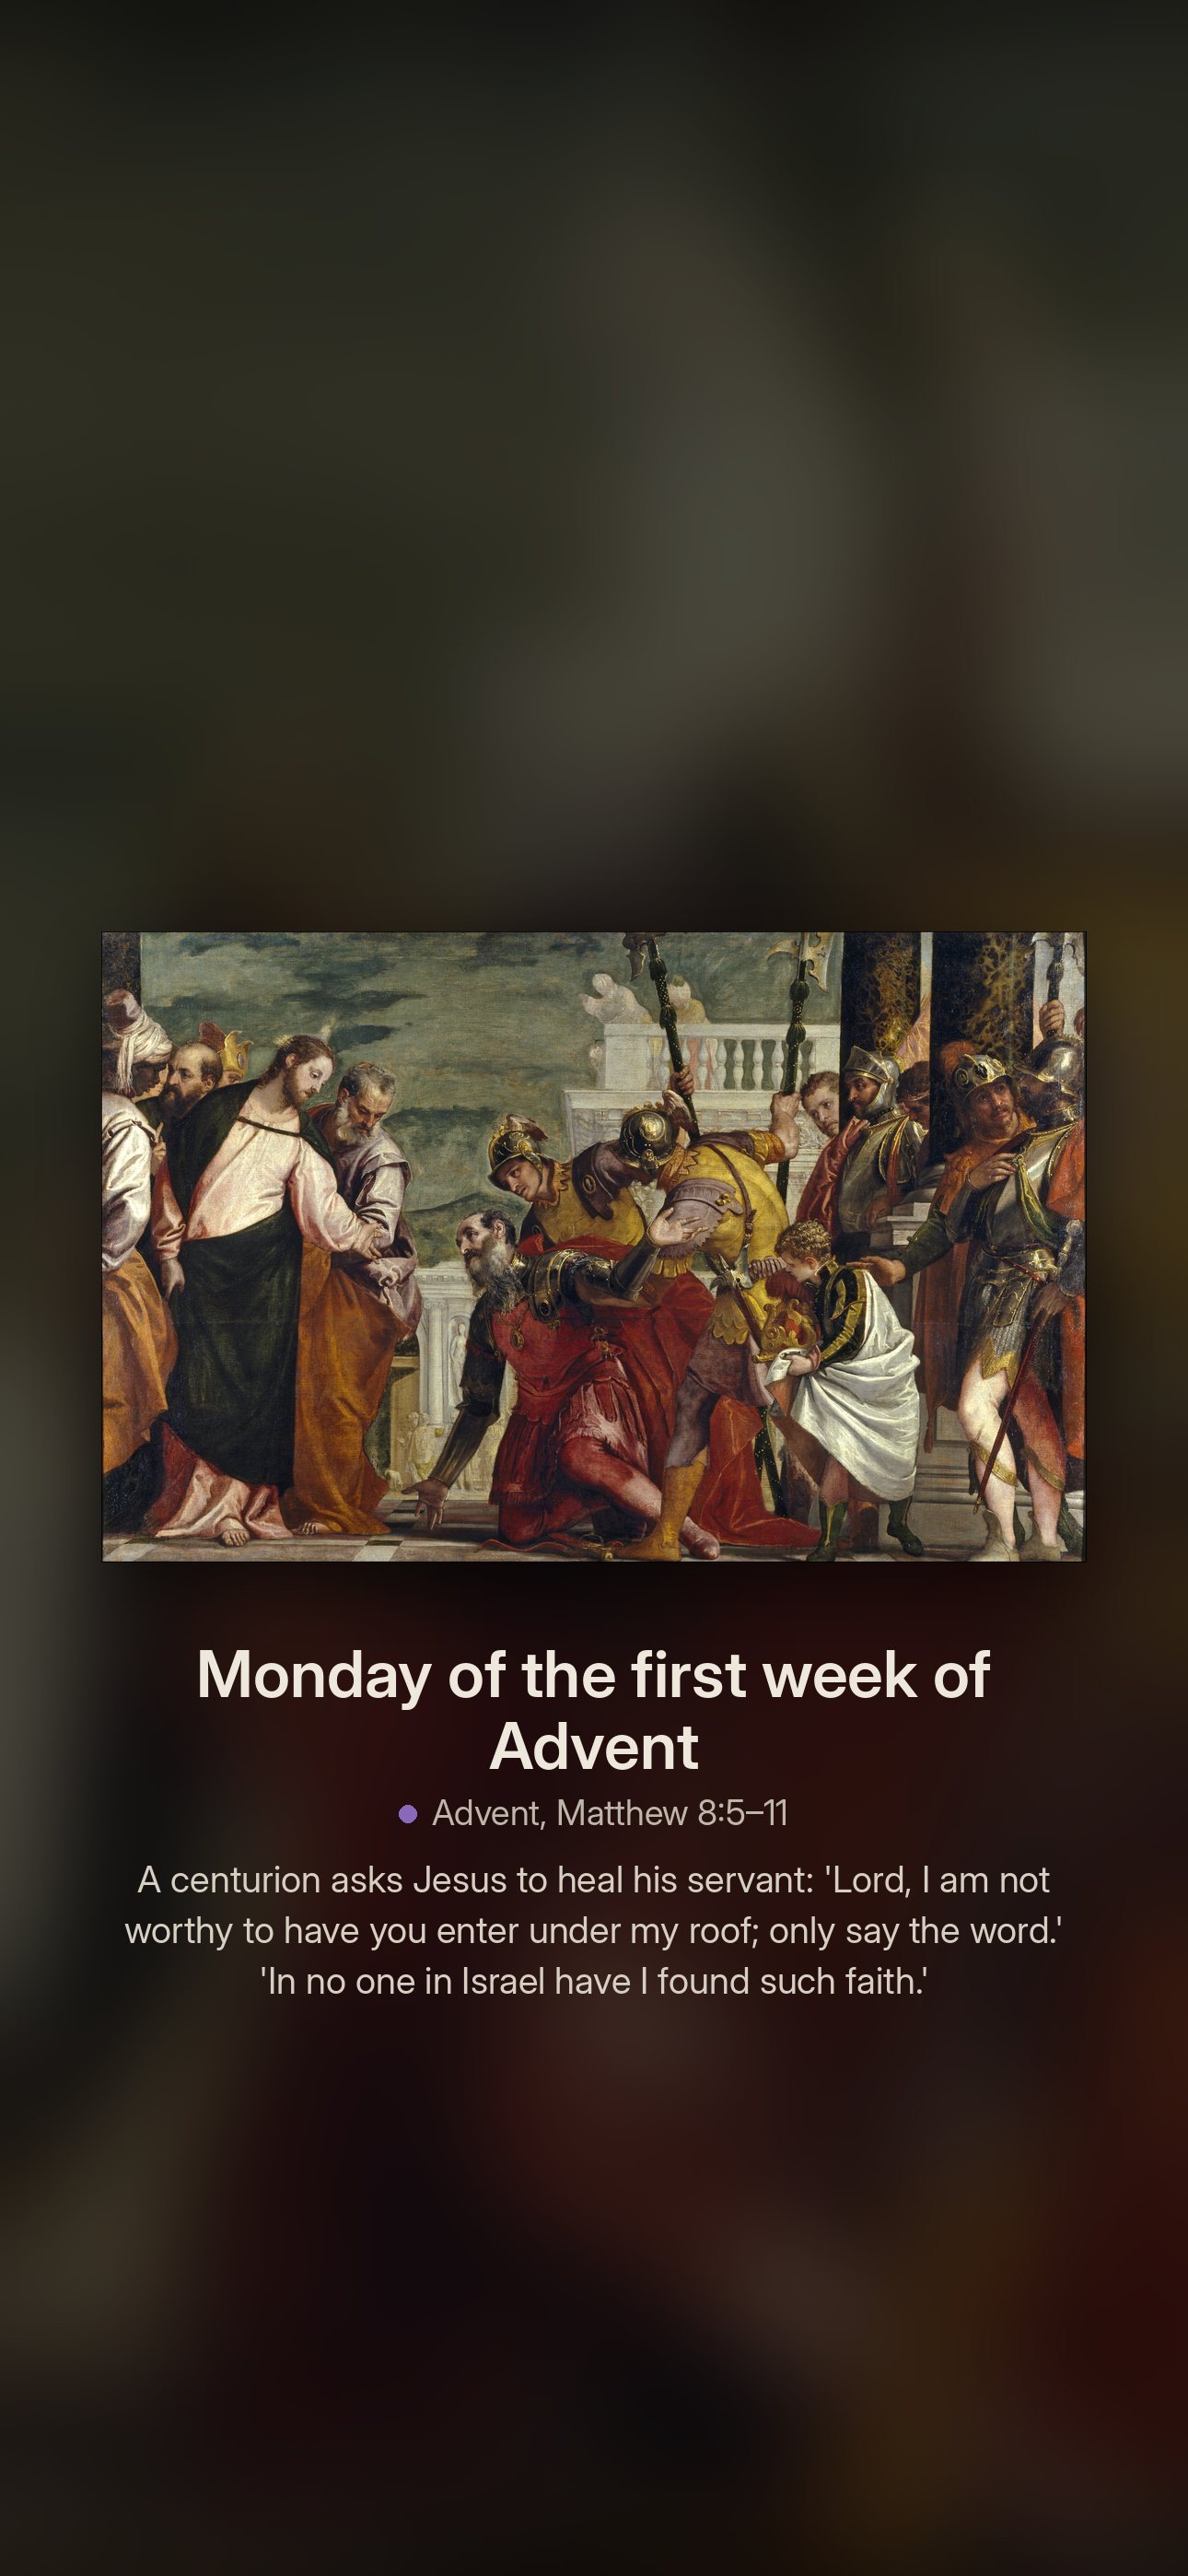 Monday of the first week of
Advent
Advent, Matthew 8:5–11
A centurion asks Jesus to heal his servant: 'Lord, I am not
worthy to have you enter under my roof; only say the word.'
'In no one in Israel have I found such faith.'